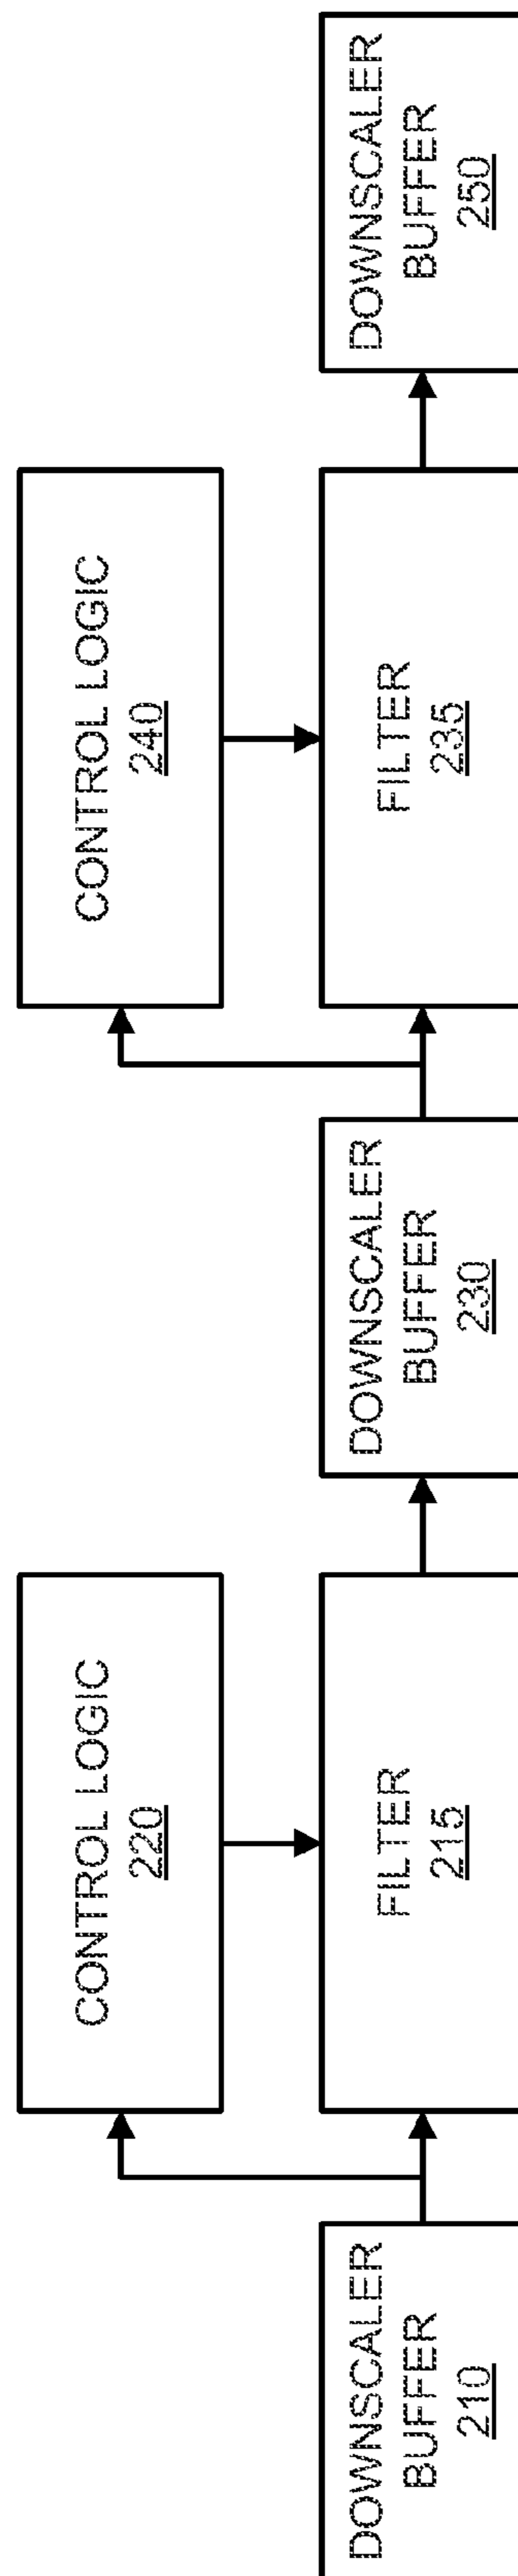 CONTROL LOGIC
220
CONTROL LOGIC
240
DOWNSCALER
BUFFER
210
FILTER
215
DOWNSCALER
BUFFER
230
FILTER
235
DOWNSCALER
BUFFER
250